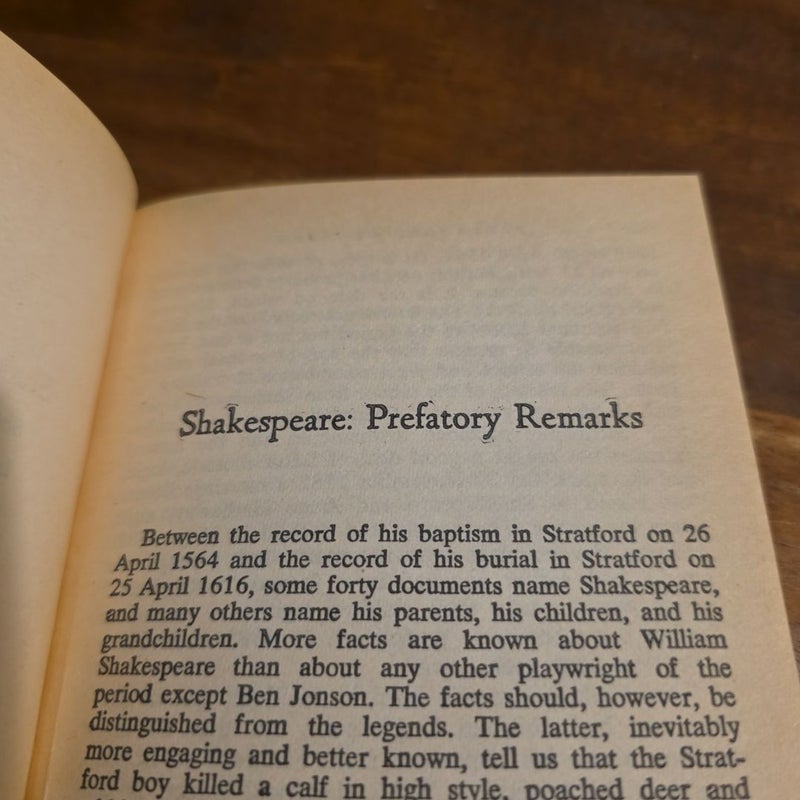 Shakespeare: Prefatory Remarks
Between the record of his baptism in Stratford on 26
April 1564 and the record of his burial in Stratford on
25 April 1616, some forty documents name Shakespeare,
and many others name his parents, his children, and his
grandchildren. More facts are known about William
Shakespeare than about any other playwright of the
period except Ben Jonson. The facts should, however, be
distinguished from the legends. The latter, inevitably
more engaging and better known, tell us that the Strat-
ford boy killed a calf in high style, poached deer and